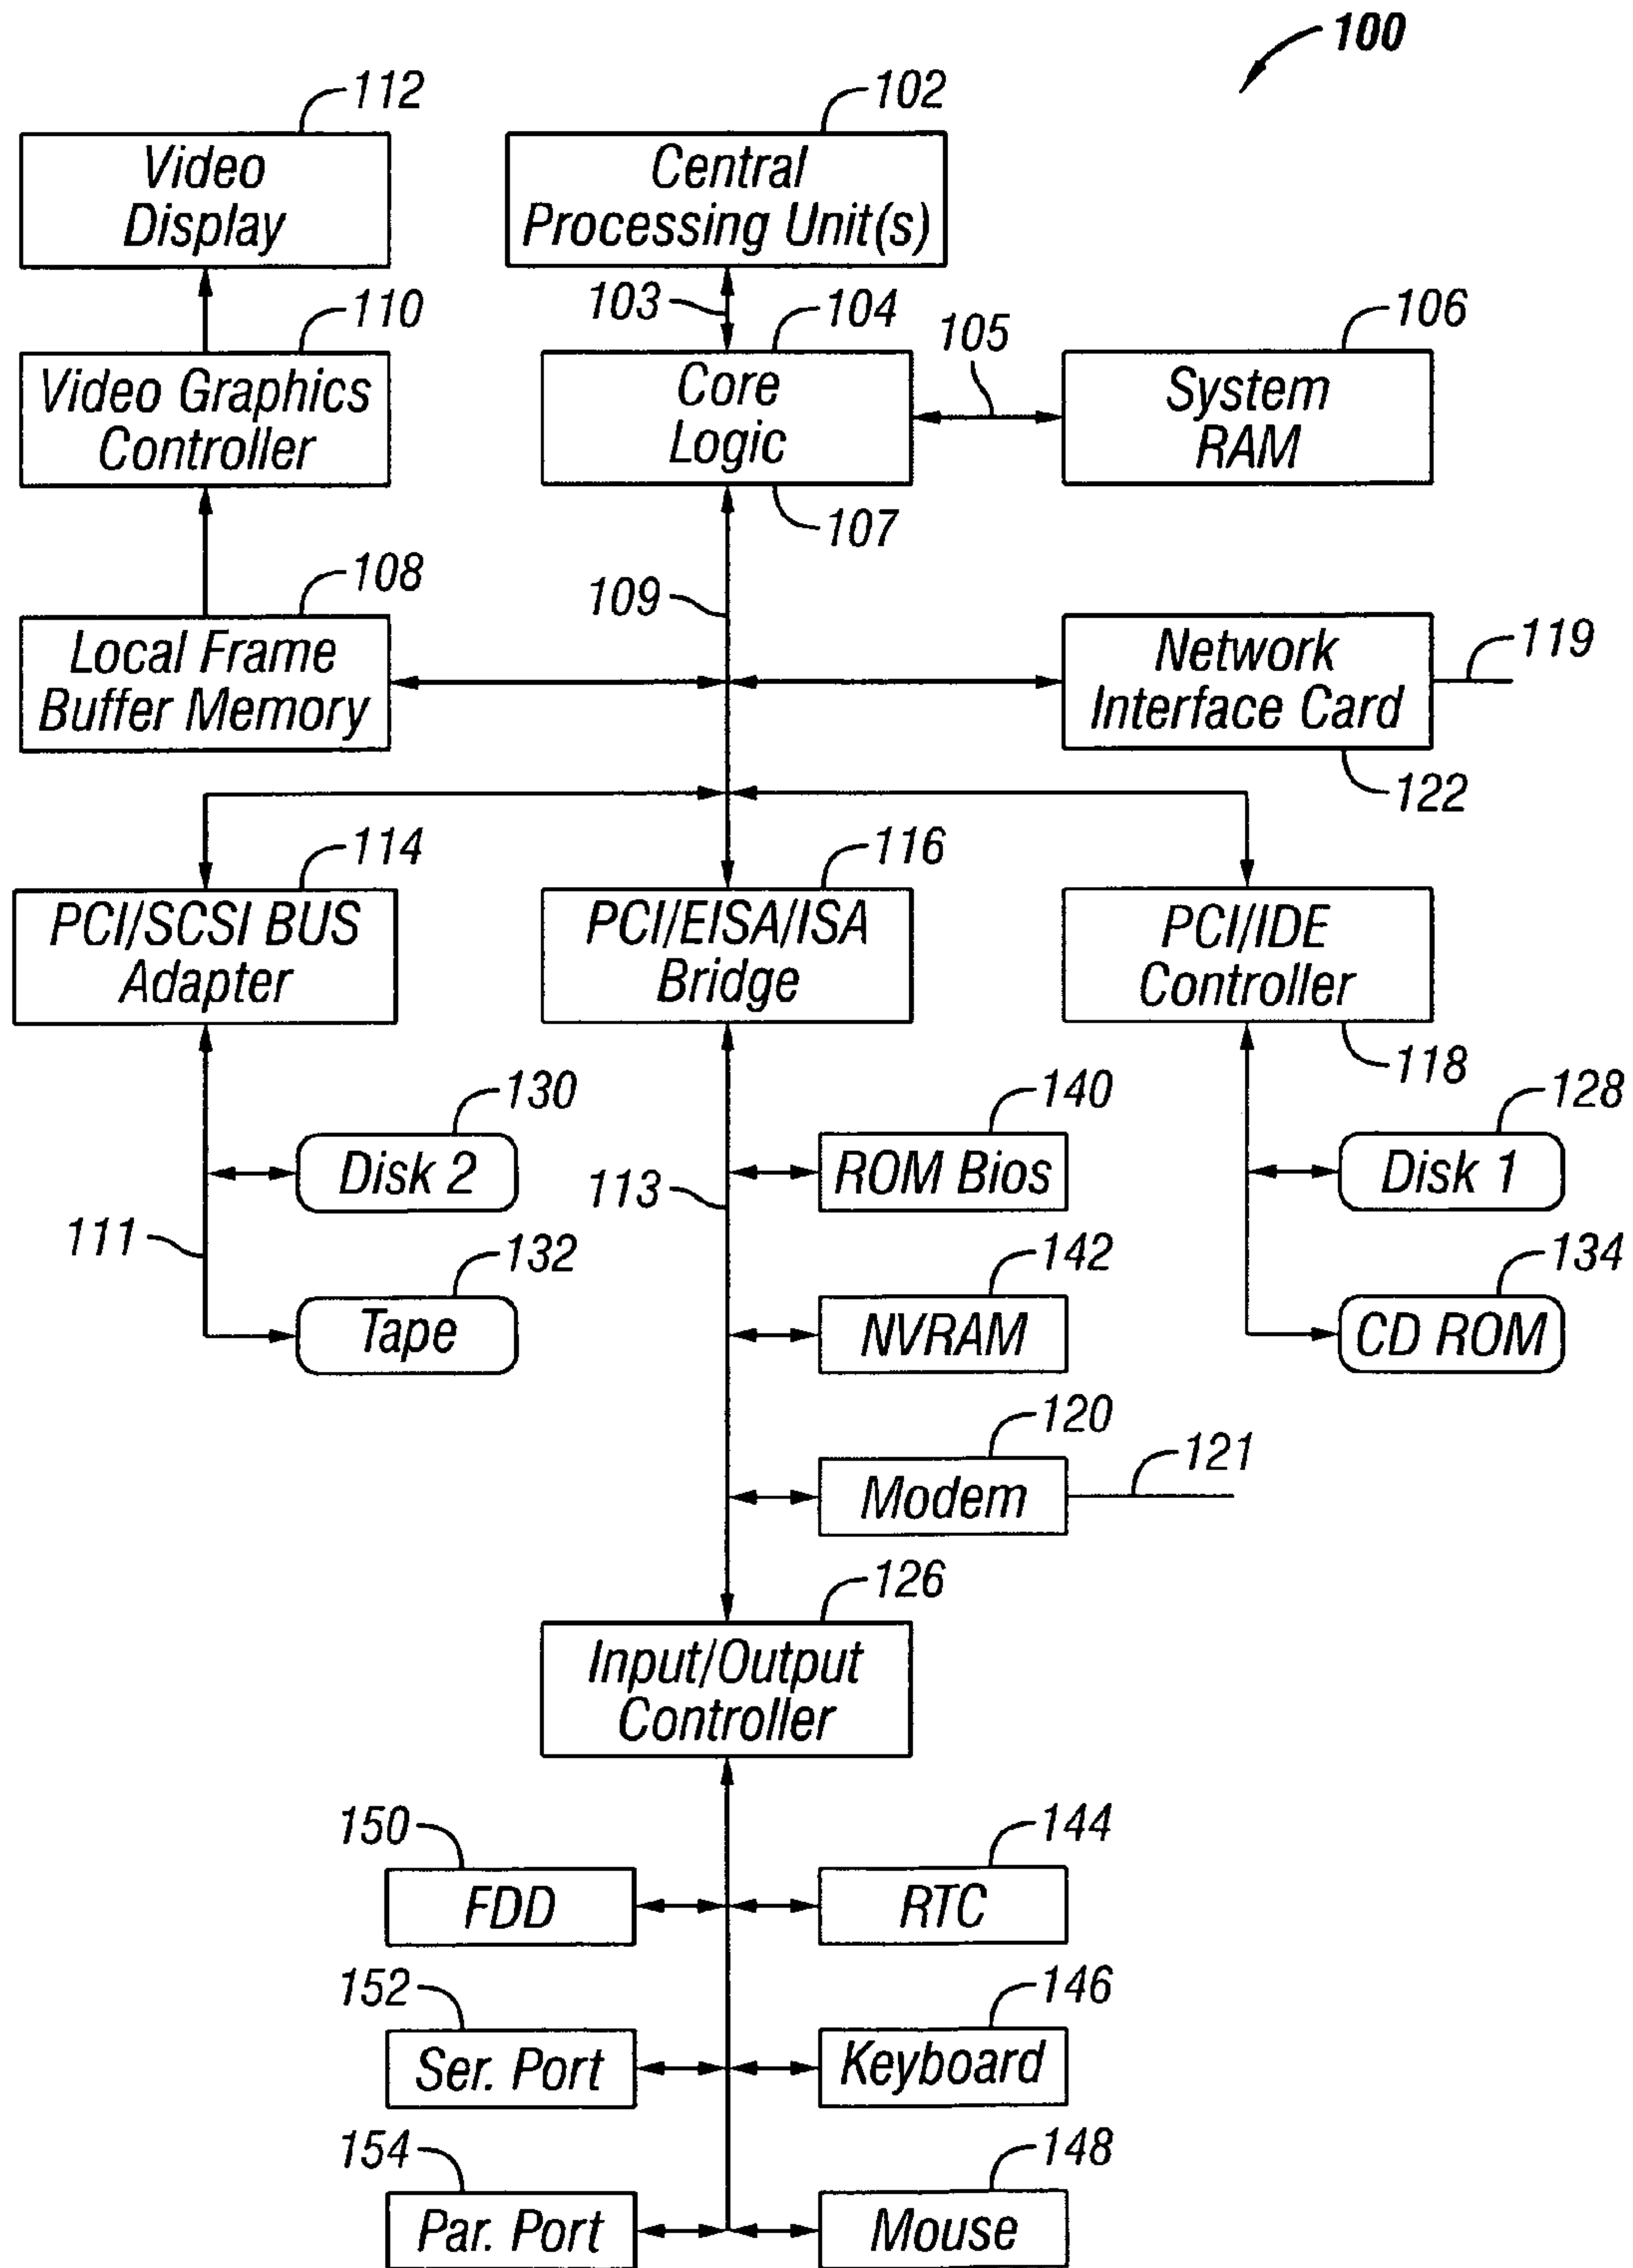 100
112
102
Video
Display
Central
Processing Unit(s)
103
110
104
105
106
Video Graphics
Controller
Core
Logic
System
RAM
107
108
109
Local Frame
Buffer Memory
Network
Interface Card
119
122
114
116
PCI/SCSI BUS
Adapter
PCI/EISA/ISA
Bridge
PCI/IDE
Controller
118
130
140
128
Disk 2
ROM Bios
Disk 1
113
111
132
142
134
Tape
NVRAM
CD ROM
120
121
Modem
126
Input/Output
Controller
150
144
FDD
RTC
152
146
Ser. Port
Keyboard
154
148
Par. Port
Mouse